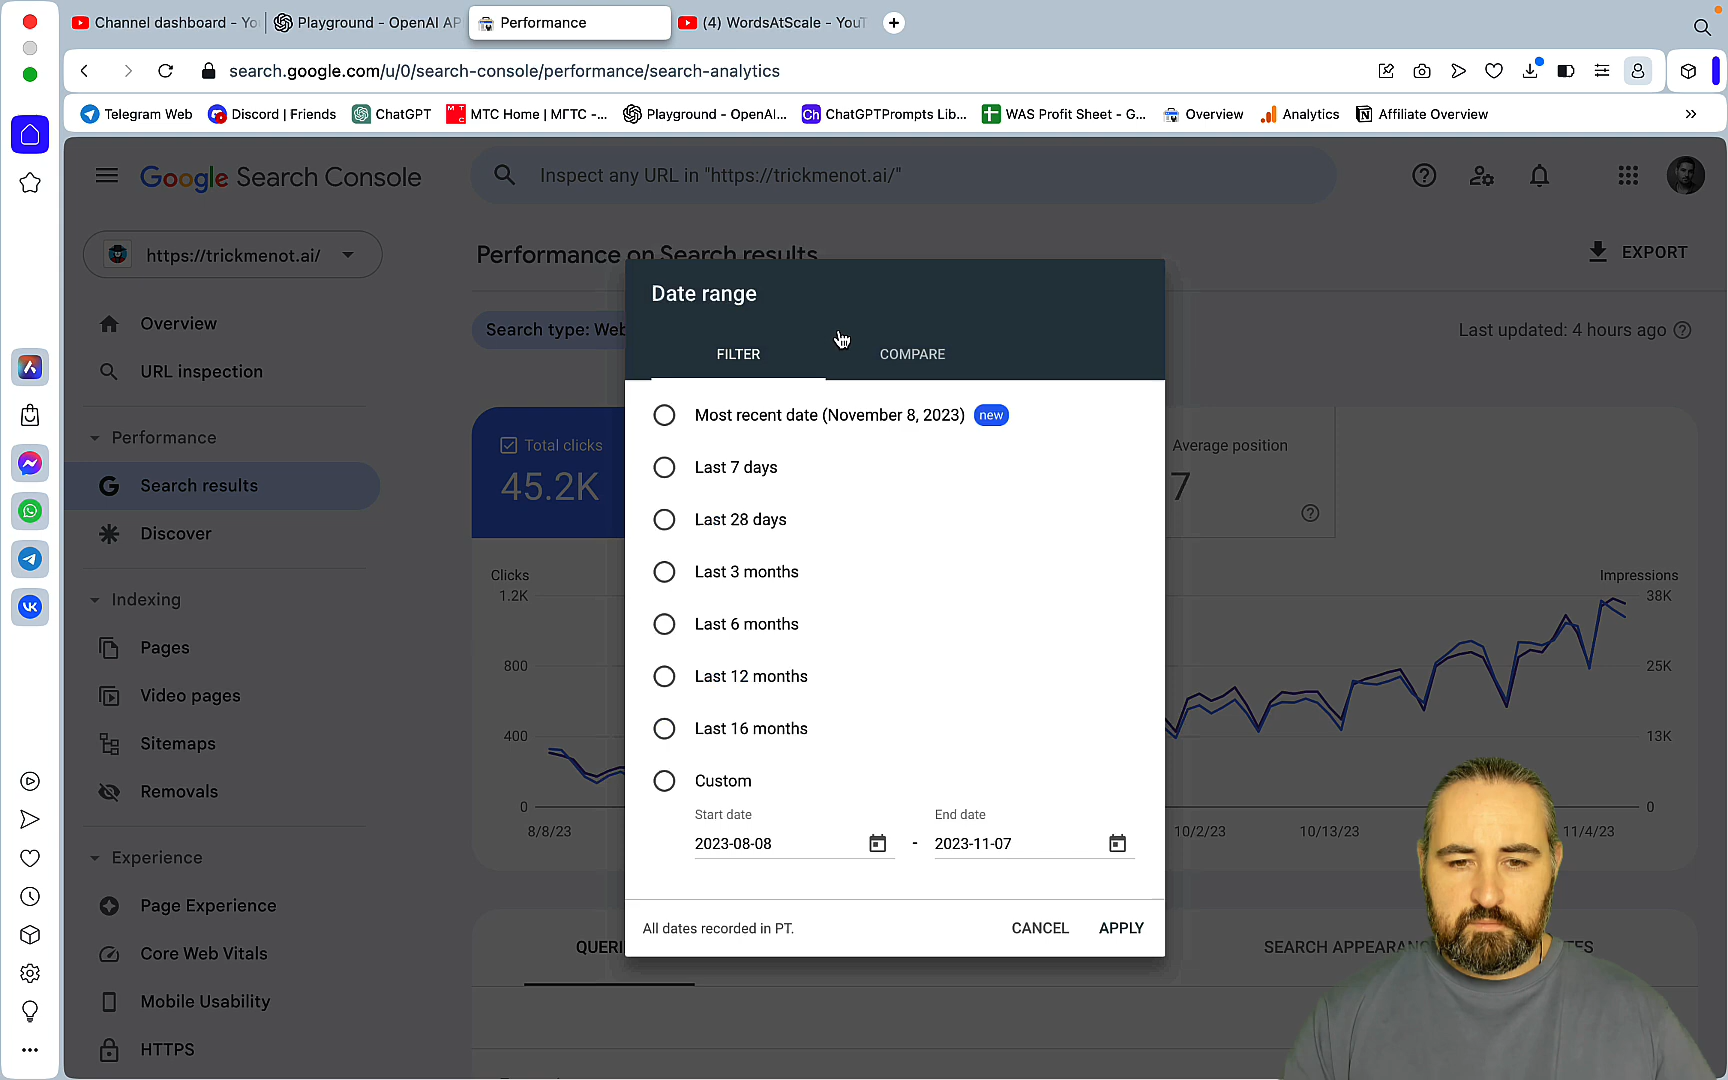 Channel dashboard - Yo
Playground - OpenAI AP
Performance
(4) WordsAtScale - YouT
search.google.com/u/0/search-console/performance/search-analytics
Telegram Web
Discord | Friends
ChatGPT
МТС Home | МГТС -...
Playground - OpenAI...
ChatGPTPrompts Lib...
WAS Profit Sheet - G...
Overview
Analytics
Affiliate Overview
Google Search Console
Inspect any URL in "https://trickmenot.ai/"
https://trickmenot.ai/
Performance on Search results
EXPORT
Search type: Web
Last updated: 4 hours ago
Overview
URL inspection
Performance
Search results
Discover
Indexing
Pages
Video pages
Sitemaps
Removals
Experience
Page Experience
Core Web Vitals
Mobile Usability
HTTPS
Total clicks
45.2K
Average position
7
Clicks
1.2K
800
400
0
Impressions
38K
25K
13K
0
8/8/23
10/2/23
10/13/23
11/4/23
Date range
FILTER
COMPARE
Most recent date (November 8, 2023) new
Last 7 days
Last 28 days
Last 3 months
Last 6 months
Last 12 months
Last 16 months
Custom
Start date
2023-08-08
-
End date
2023-11-07
All dates recorded in PT.
CANCEL
APPLY
QUERI
SEARCH APPEARAN
TES